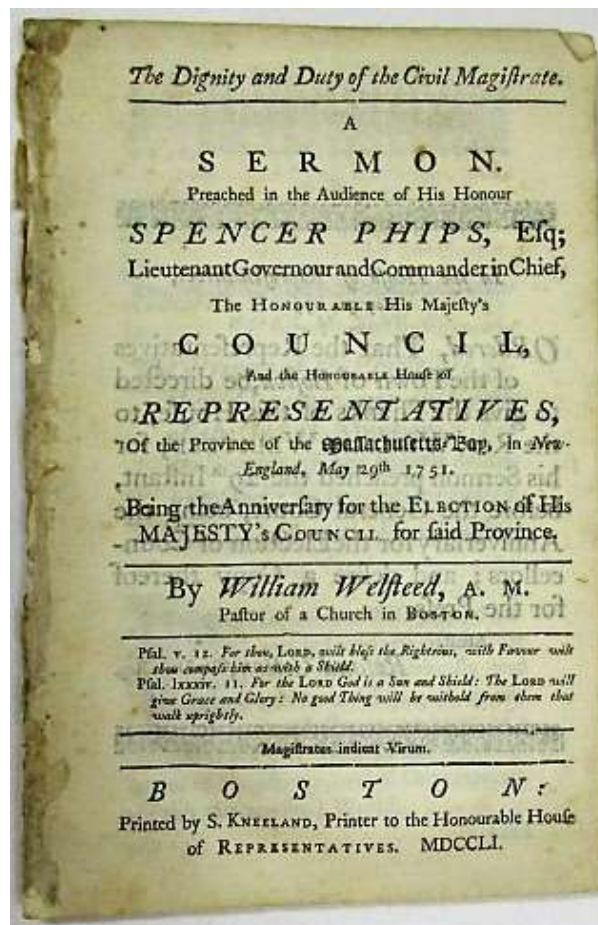 The Dignity and Duty of the Civil Magiſtrate.
A
SERMON.
Preached in the Audience of His Honour
SPENCER PHIPS, Eſq;
Lieutenant Governour and Commander in Chief,
The HONOURABLE His Majeſty's
COUNCIL,
And the HONOURABLE Houſe of
REPRESENTATIVES,
Of the Province of the Maſſachuſetts-Bay, in New-
England, May 29th 1751.
Being the Anniverſary for the ELECTION of His
MAJESTY's COUNCIL for ſaid Province.
By William Welſteed, A. M.
Paſtor of a Church in BOSTON.
Pſal. v. 12. For thou, LORD, wilt bleſs the Righteous, with Favour wilt
thou compaſs him as with a Shield.
Pſal. lxxxiv. 11. For the LORD God is a Sun and Shield: The LORD will
give Grace and Glory: No good Thing will be withold from them that
walk uprightly.
Magiſtratus indicat Virum.
BOSTON:
Printed by S. KNEELAND, Printer to the Honourable Houſe
of REPRESENTATIVES. MDCCLI.